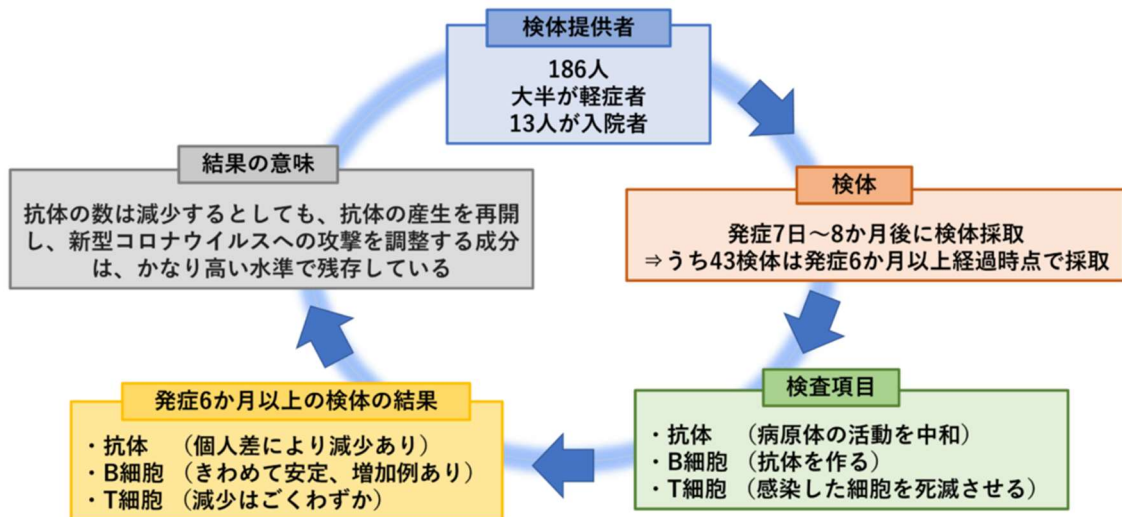 検体提供者
186人
大半が軽症者
13人が入院者
検体
発症7日～8か月後に検体採取
⇒うち43検体は発症6か月以上経過時点で採取
検査項目
・抗体　（病原体の活動を中和）
・B細胞（抗体を作る）
・T細胞（感染した細胞を死滅させる）
発症6か月以上の検体の結果
・抗体　（個人差により減少あり）
・B細胞（きわめて安定、増加例あり）
・T細胞（減少はごくわずか）
結果の意味
抗体の数は減少するとしても、抗体の産生を再開
し、新型コロナウイルスへの攻撃を調整する成分
は、かなり高い水準で残存している